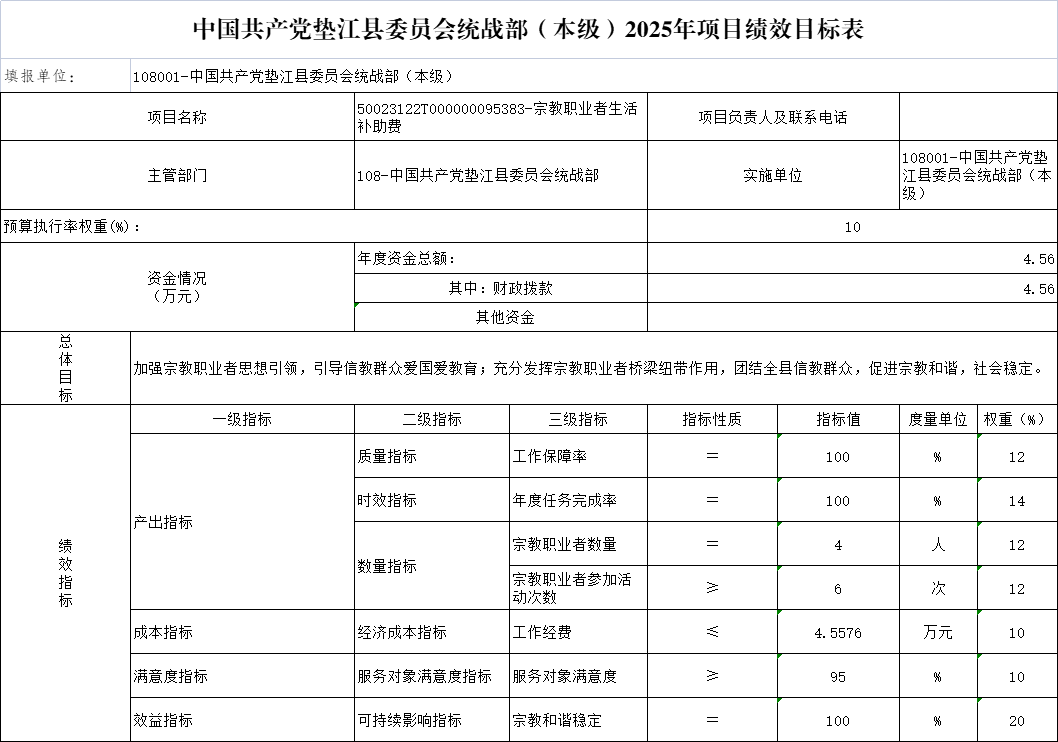 中国共产党垫江县委员会统战部（本级）2025年项目绩效目标表
填报单位： 108001-中国共产党垫江县委员会统战部（本级）
项目名称 50023122T000000095383-宗教职业者生活补助费 项目负责人及联系电话
主管部门 108-中国共产党垫江县委员会统战部 实施单位 108001-中国共产党垫江县委员会统战部（本级）
预算执行率权重(%)： 10
资金情况
（万元）
年度资金总额： 4.56
其中：财政拨款 4.56
其他资金
总体目标 加强宗教职业者思想引领，引导信教群众爱国爱教育；充分发挥宗教职业者桥梁纽带作用，团结全县信教群众，促进宗教和谐，社会稳定。
绩效指标
一级指标 二级指标 三级指标 指标性质 指标值 度量单位 权重（%）
产出指标 质量指标 工作保障率 ＝ 100 % 12
时效指标 年度任务完成率 ＝ 100 % 14
数量指标 宗教职业者数量 ＝ 4 人 12
宗教职业者参加活动次数 ≥ 6 次 12
成本指标 经济成本指标 工作经费 ≤ 4.5576 万元 10
满意度指标 服务对象满意度指标 服务对象满意度 ≥ 95 % 10
效益指标 可持续影响指标 宗教和谐稳定 ＝ 100 % 20